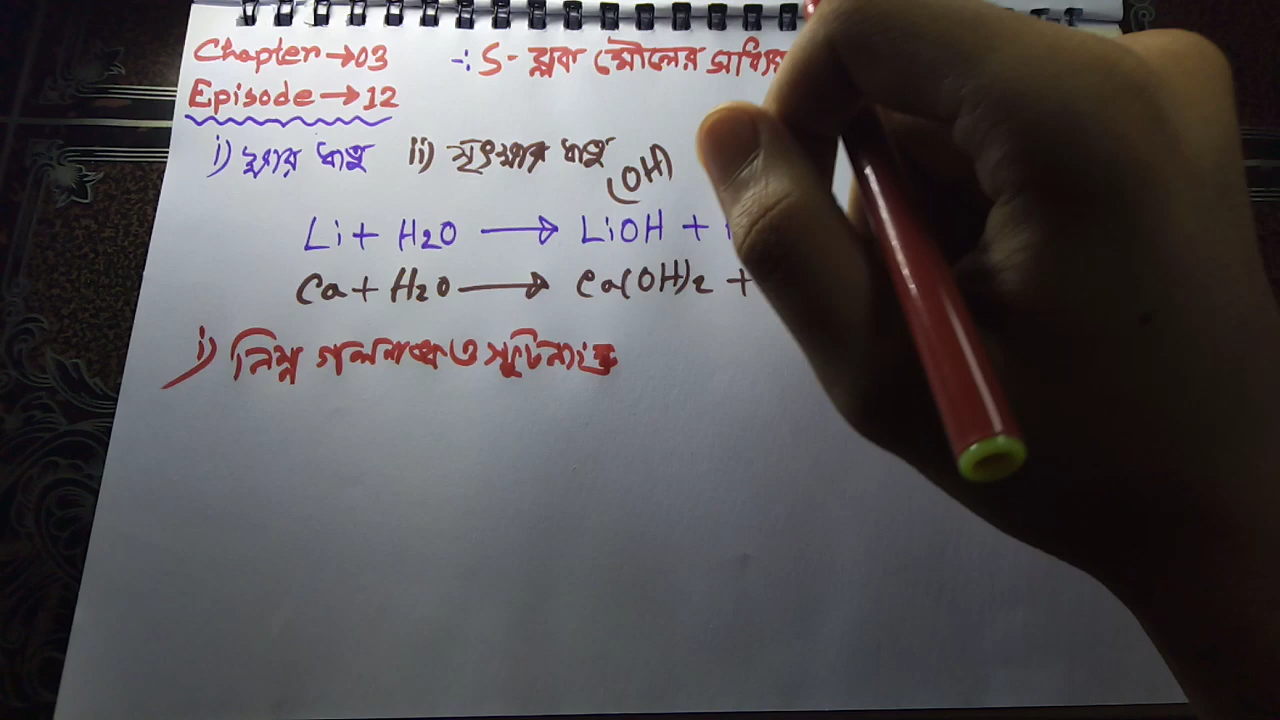 Chapter→03 -: S- ব্লক মৌলের
Episode→12
i) ক্ষার ধাতু ii) মৃৎক্ষার ধাতু
(OH)
Li + H2O → LiOH +
Ca + H2O → Ca(OH)2 +
i) নিম্ন গলনাঙ্ক ও স্ফুটনাঙ্ক